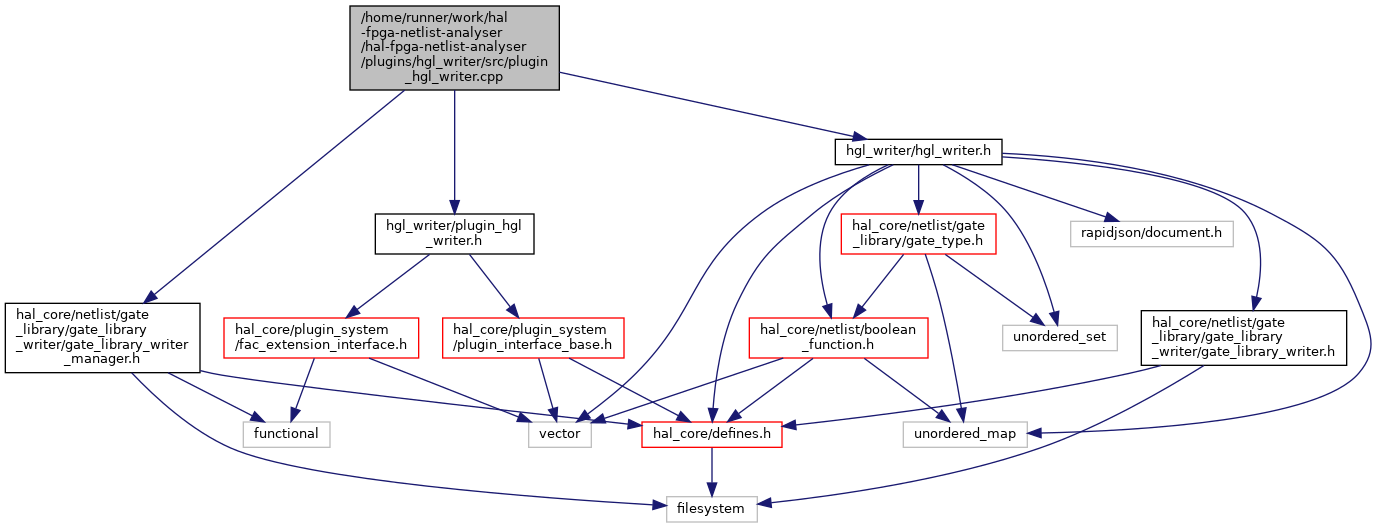 /home/runner/work/hal
-fpga-netlist-analyser
/hal-fpga-netlist-analyser
/plugins/hgl_writer/src/plugin
_hgl_writer.cpp
hgl_writer/hgl_writer.h
hgl_writer/plugin_hgl
_writer.h
hal_core/netlist/gate
_library/gate_type.h
rapidjson/document.h
hal_core/netlist/gate
_library/gate_library
_writer/gate_library_writer
_manager.h
hal_core/plugin_system
/fac_extension_interface.h
hal_core/plugin_system
/plugin_interface_base.h
hal_core/netlist/boolean
_function.h
unordered_set
hal_core/netlist/gate
_library/gate_library
_writer/gate_library_writer.h
functional
vector
hal_core/defines.h
unordered_map
filesystem